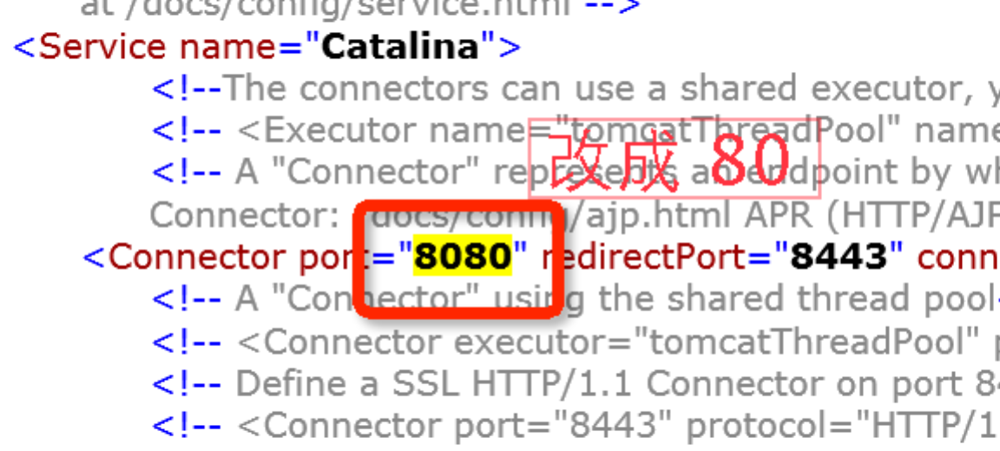 at /docs/config/service.html -->
<Service name="Catalina">
<!--The connectors can use a shared executor, y
<!-- <Executor name="tomcatThreadPool" name
改成 80
<!-- A "Connector" represents an endpoint by wh
Connector: /docs/config/ajp.html APR (HTTP/AJP
<Connector port="8080" redirectPort="8443" conn
<!-- A "Connector" using the shared thread pool-
<!-- <Connector executor="tomcatThreadPool" p
<!-- Define a SSL HTTP/1.1 Connector on port 84
<!-- <Connector port="8443" protocol="HTTP/1